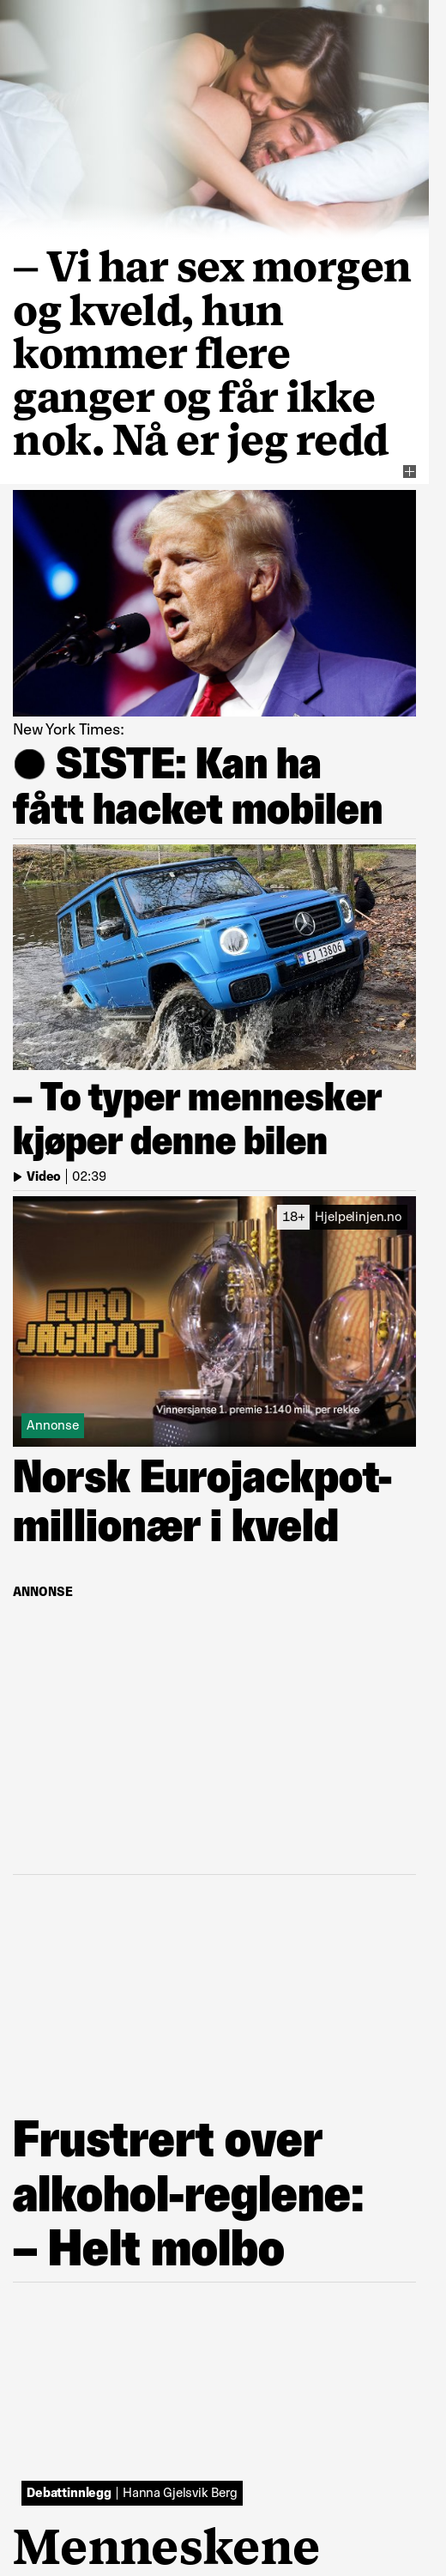 – Vi har sex morgen
og kveld, hun
kommer flere
ganger og får ikke
nok. Nå er jeg redd
New York Times:
SISTE: Kan ha
fått hacket mobilen
EJ 13806
– To typer mennesker
kjøper denne bilen
Video | 02:39
18+ Hjelpelinjen.no
EURO
JACKPOT
Vinnersjanse 1. premie 1:140 mill. per rekke
Annonse
Norsk Eurojackpot-
millionær i kveld
ANNONSE
Frustrert over
alkohol-reglene:
– Helt molbo
Debattinnlegg | Hanna Gjelsvik Berg
Menneskene